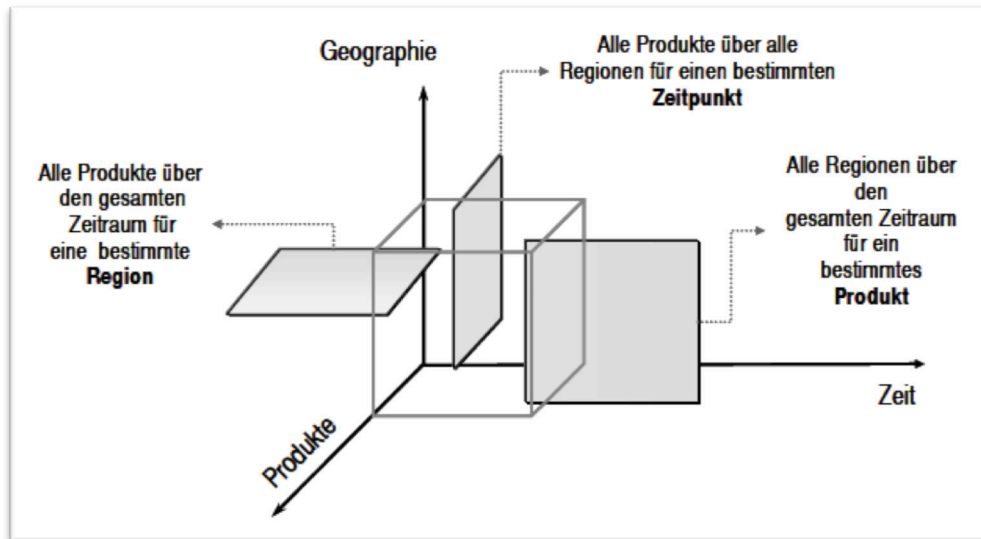 Geographie
Alle Produkte über alle
Regionen für einen bestimmten
Zeitpunkt
Alle Produkte über
den gesamten
Zeitraum für
eine bestimmte
Region
Alle Regionen über
den
gesamten Zeitraum
für ein
bestimmtes
Produkt
Zeit
Produkte